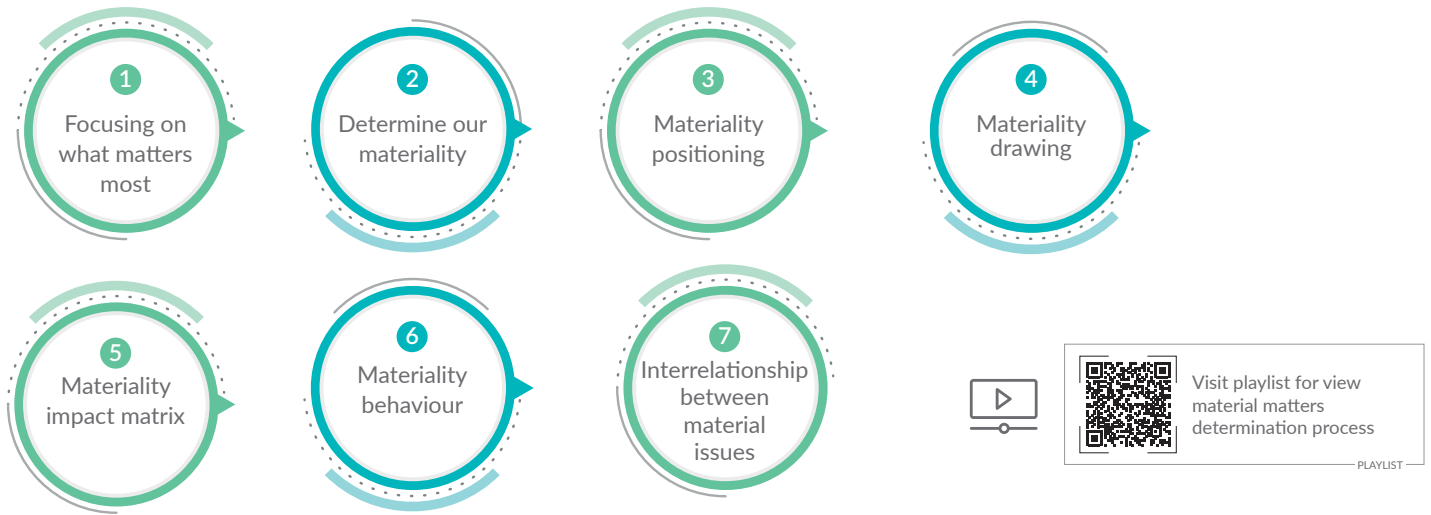 1
Focusing on
what matters
most
2
Determine our
materiality
3
Materiality
positioning
4
Materiality
drawing
5
Materiality
impact matrix
6
Materiality
behaviour
7
Interrelationship
between
material
issues
Visit playlist for view
material matters
determination process
PLAYLIST